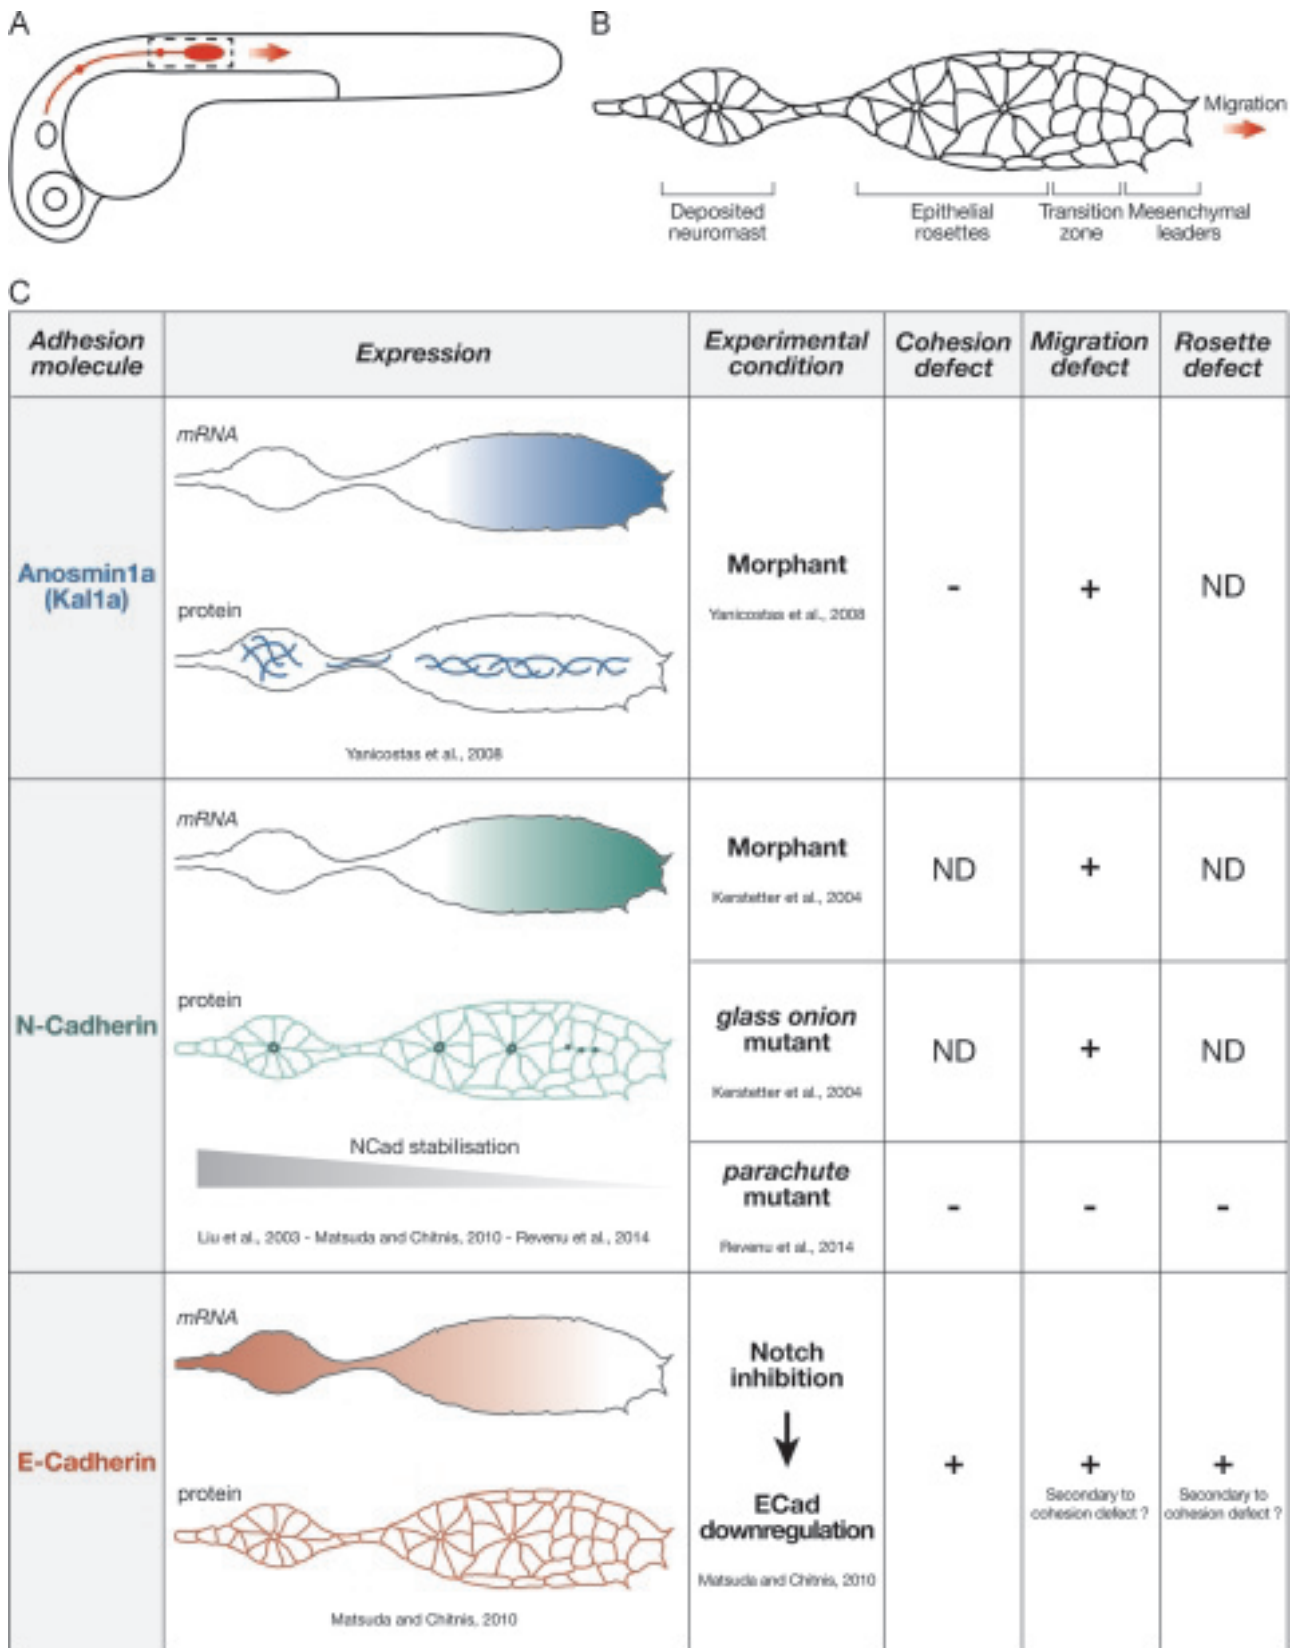 A
B
Migration
Deposited
neuromast
Epithelial
rosettes
Transition
zone
Mesenchymal
leaders
C
Adhesion
molecule
Expression
Experimental
condition
Cohesion
defect
Migration
defect
Rosette
defect
Anosmin1a
(Kal1a)
mRNA
protein
Yanicostas et al., 2008
Morphant
Yanicostas et al., 2008
-
+
ND
N-Cadherin
mRNA
protein
NCad stabilisation
Liu et al., 2003 - Matsuda and Chitnis, 2010 - Revenu et al., 2014
Morphant
Kerstetter et al., 2004
ND
+
ND
glass onion
mutant
Kerstetter et al., 2004
ND
+
ND
parachute
mutant
Revenu et al., 2014
-
-
-
E-Cadherin
mRNA
protein
Matsuda and Chitnis, 2010
Notch
inhibition
ECad
downregulation
Matsuda and Chitnis, 2010
+
+
Secondary to
cohesion defect ?
+
Secondary to
cohesion defect ?